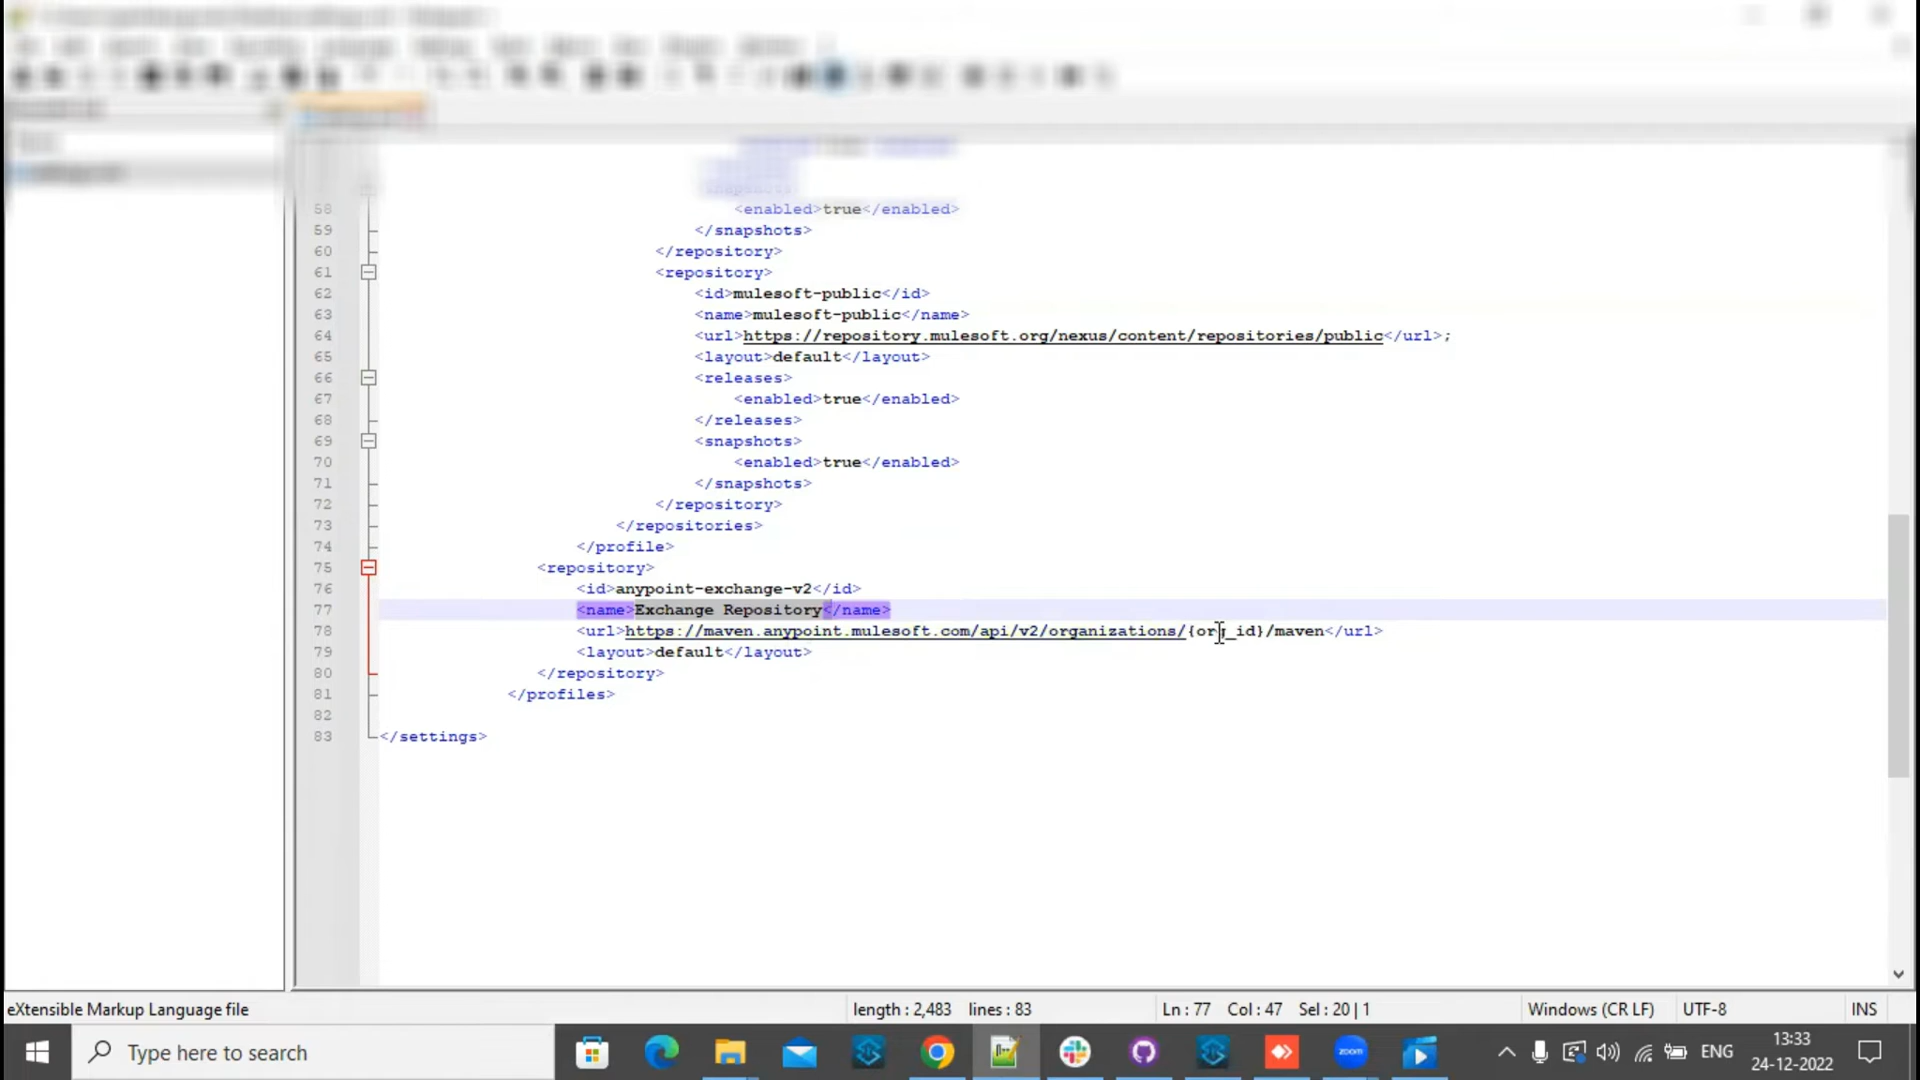 58 <enabled>true</enabled>
59 </snapshots>
60 </repository>
61 <repository>
62 <id>mulesoft-public</id>
63 <name>mulesoft-public</name>
64 <url>https://repository.mulesoft.org/nexus/content/repositories/public</url>;
65 <layout>default</layout>
66 <releases>
67 <enabled>true</enabled>
68 </releases>
69 <snapshots>
70 <enabled>true</enabled>
71 </snapshots>
72 </repository>
73 </repositories>
74 </profile>
75 <repository>
76 <id>anypoint-exchange-v2</id>
77 <name>Exchange Repository</name>
78 <url>https://maven.anypoint.mulesoft.com/api/v2/organizations/{org_id}/maven</url>
79 <layout>default</layout>
80 </repository>
81 </profiles>
82
83 </settings>
eXtensible Markup Language file length : 2,483 lines : 83 Ln : 77 Col : 47 Sel : 20 | 1 Windows (CR LF) UTF-8 INS
Type here to search zoom ENG 13:33
24-12-2022